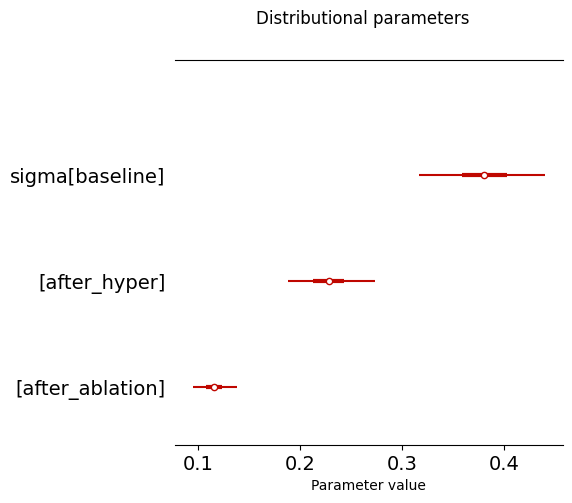 Distributional parameters
sigma[baseline]
[after_hyper]
[after_ablation]
0.1 0.2 0.3 0.4
Parameter value